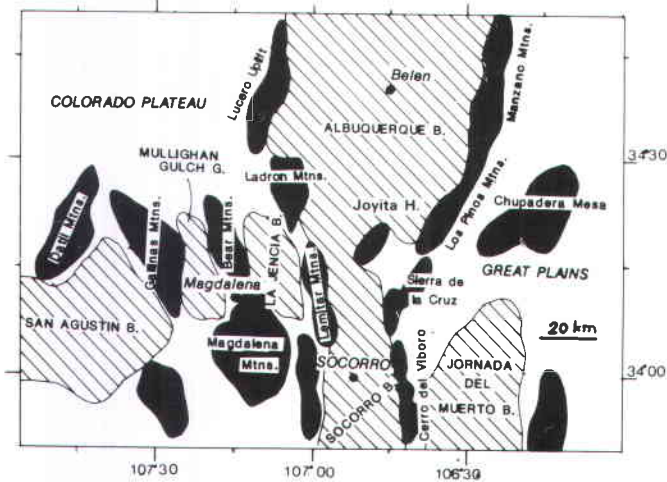 COLORADO PLATEAU
Lucero Uplift
Belen
Manzano Mtns.
ALBUQUERQUE B.
MULLIGHAN
GULCH G.
Ladron Mtns.
34°30
Datil Mtns.
Gallinas Mtns.
Bear Mtns.
LA JENCIA B.
Joyita H.
Los Pinos Mtns.
Chupadera Mesa
Magdalena
Lemitar Mtns.
Sierra de
la Cruz
GREAT PLAINS
SAN AGUSTIN B.
Magdalena
Mtns.
SOCORRO
SOCORRO B.
Cerro del Viboro
JORNADA
DEL
MUERTO B.
20 km
34°00
107°30
107°00
106°30